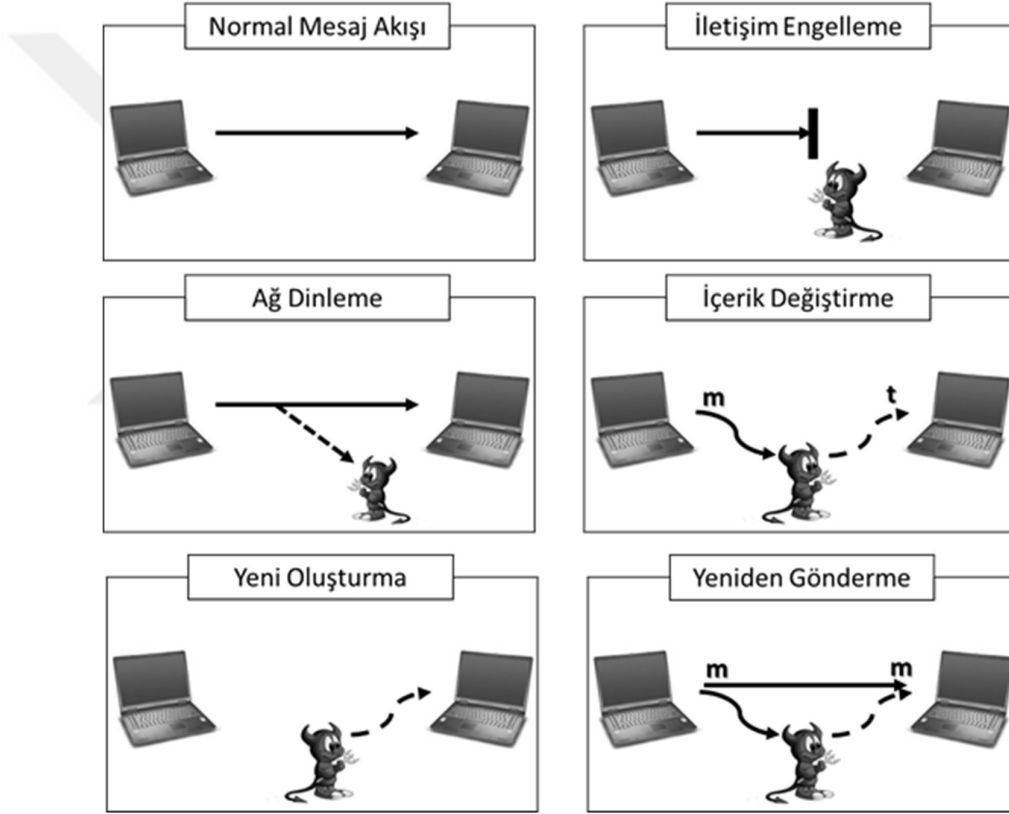 Normal Mesaj Akışı
İletişim Engelleme
Ağ Dinleme
İçerik Değiştirme
m
t
Yeni Oluşturma
Yeniden Gönderme
m
m